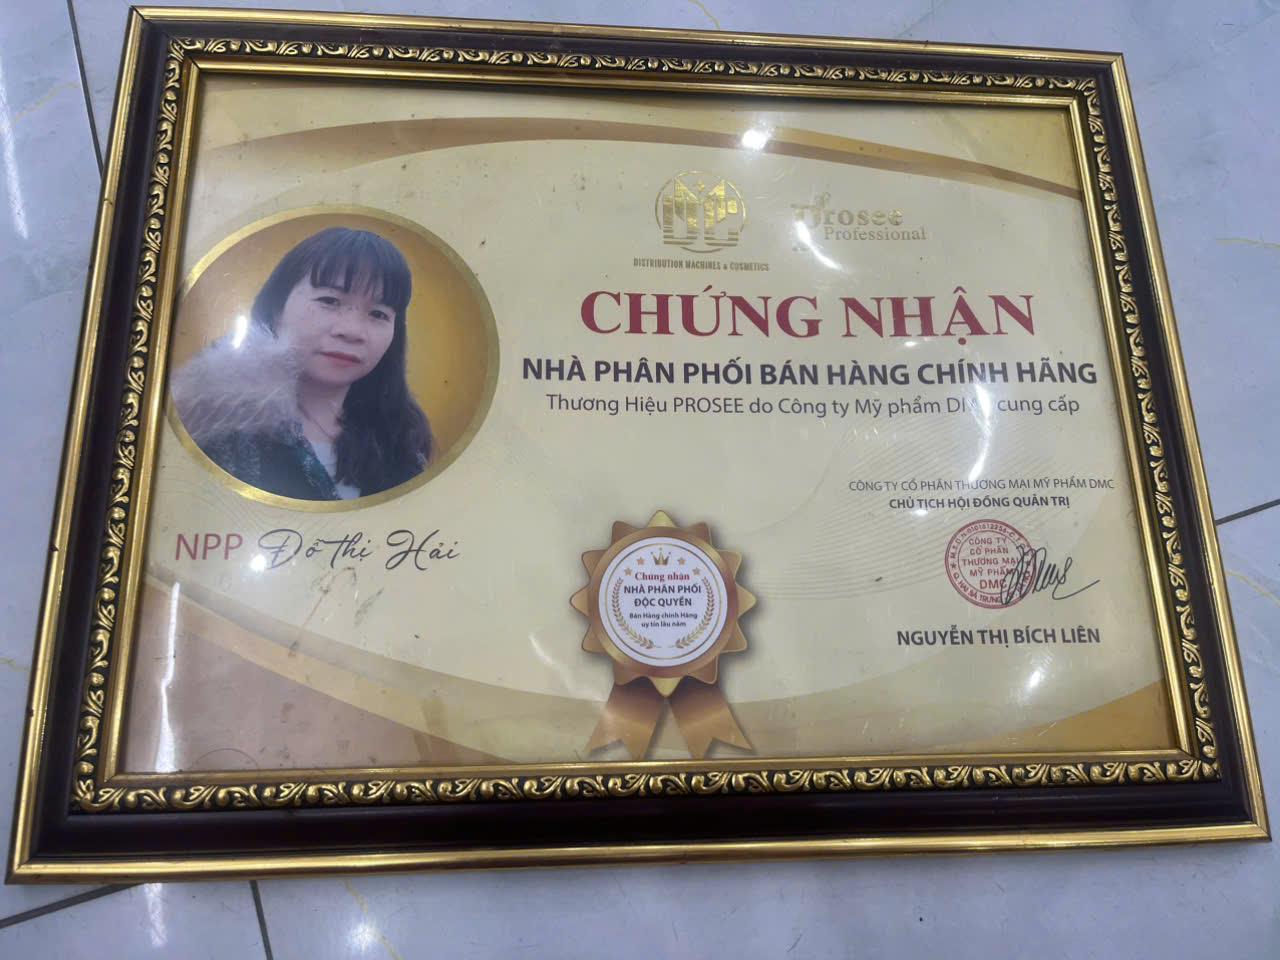 DISTRIBUTION MACHINES & COSMETICS
Prosee
Professional
CHỨNG NHẬN
NHÀ PHÂN PHỐI BÁN HÀNG CHÍNH HÃNG
Thương Hiệu PROSEE do Công ty Mỹ phẩm cung cấp
CÔNG TY CỔ PHẦN THƯƠNG MẠI MỸ PHẨM DMC
CHỦ TỊCH HỘI ĐỒNG QUẢN TRỊ
NPP Đỗ Thị Hải
Chứng nhận
NHÀ PHÂN PHỐI
ĐỘC QUYỀN
Bán Hàng chính Hãng
uy tín lâu năm
CÔNG TY
CỔ PHẦN
THƯƠNG MẠI
MỸ PHẨM
DMC
NGUYỄN THỊ BÍCH LIÊN